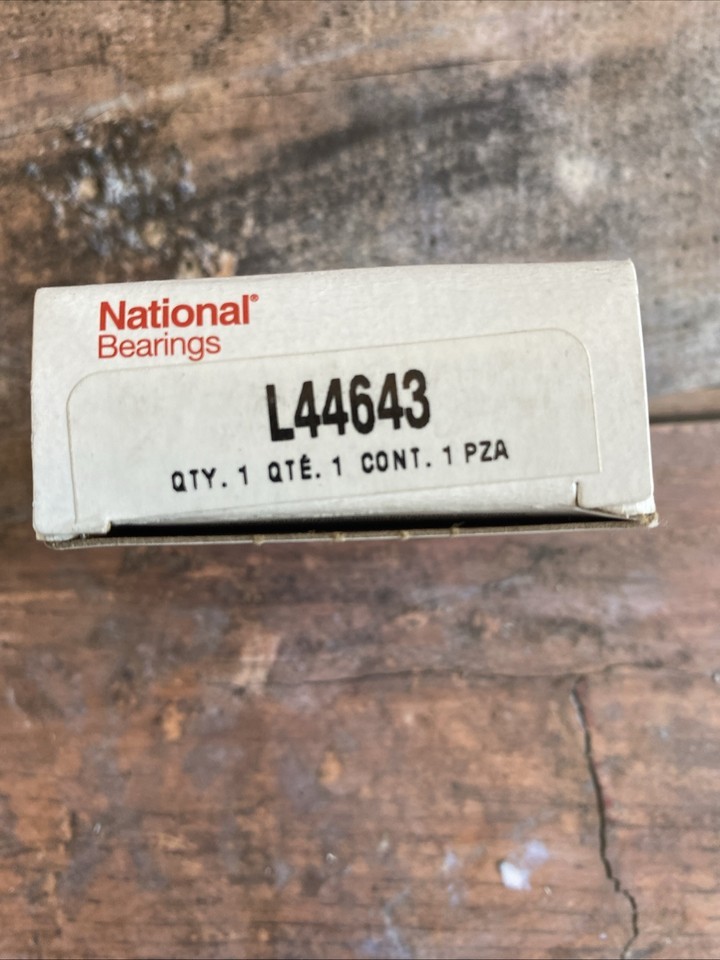 National®
Bearings
L44643
QTY. 1 QTÉ. 1 CONT. 1 PZA